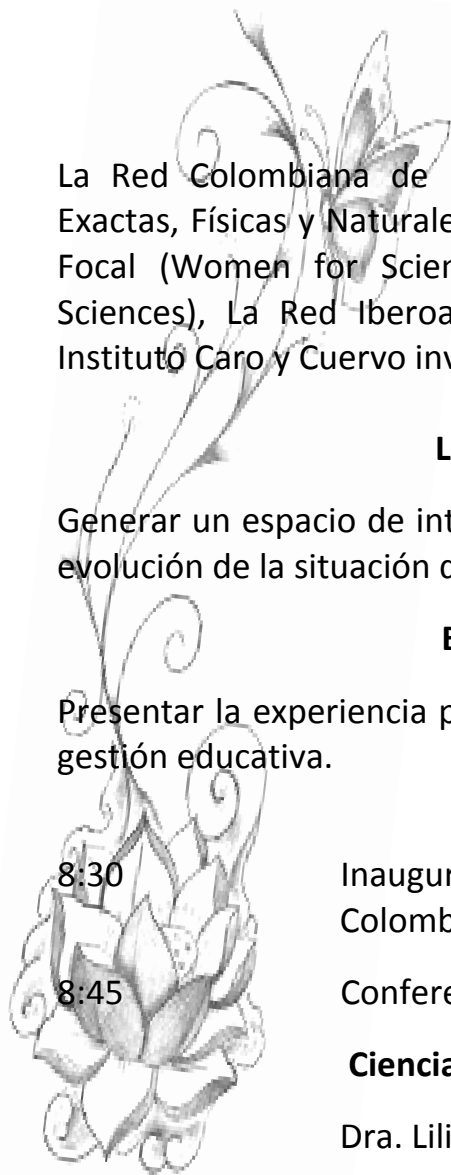 La Red Colombiana de
Exactas, Físicas y Naturale
Focal (Women for Scien
Sciences), La Red Iberoa
Instituto Caro y Cuervo inv
L
Generar un espacio de int
evolución de la situación d
E
Presentar la experiencia p
gestión educativa.
8:30 Inaugur
Colomb
8:45 Confere
Ciencia
Dra. Lili